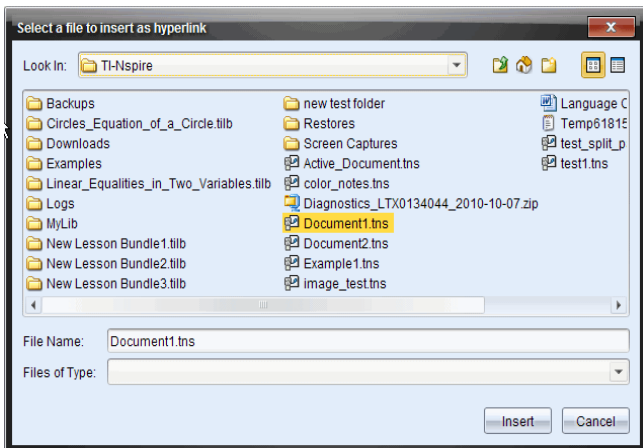 Select a file to insert as hyperlink
Look In: TI-Nspire
Backups
Circles_Equation_of_a_Circle.tilb
Downloads
Examples
Linear_Equalities_in_Two_Variables.tilb
Logs
MyLib
New Lesson Bundle1.tilb
New Lesson Bundle2.tilb
New Lesson Bundle3.tilb
new test folder
Restores
Screen Captures
Active_Document.tns
color_notes.tns
Diagnostics_LTX0134044_2010-10-07.zip
Document1.tns
Document2.tns
Example1.tns
image_test.tns
Language C
Temp61815
test_split_p
test1.tns
File Name: Document1.tns
Files of Type:
Insert Cancel